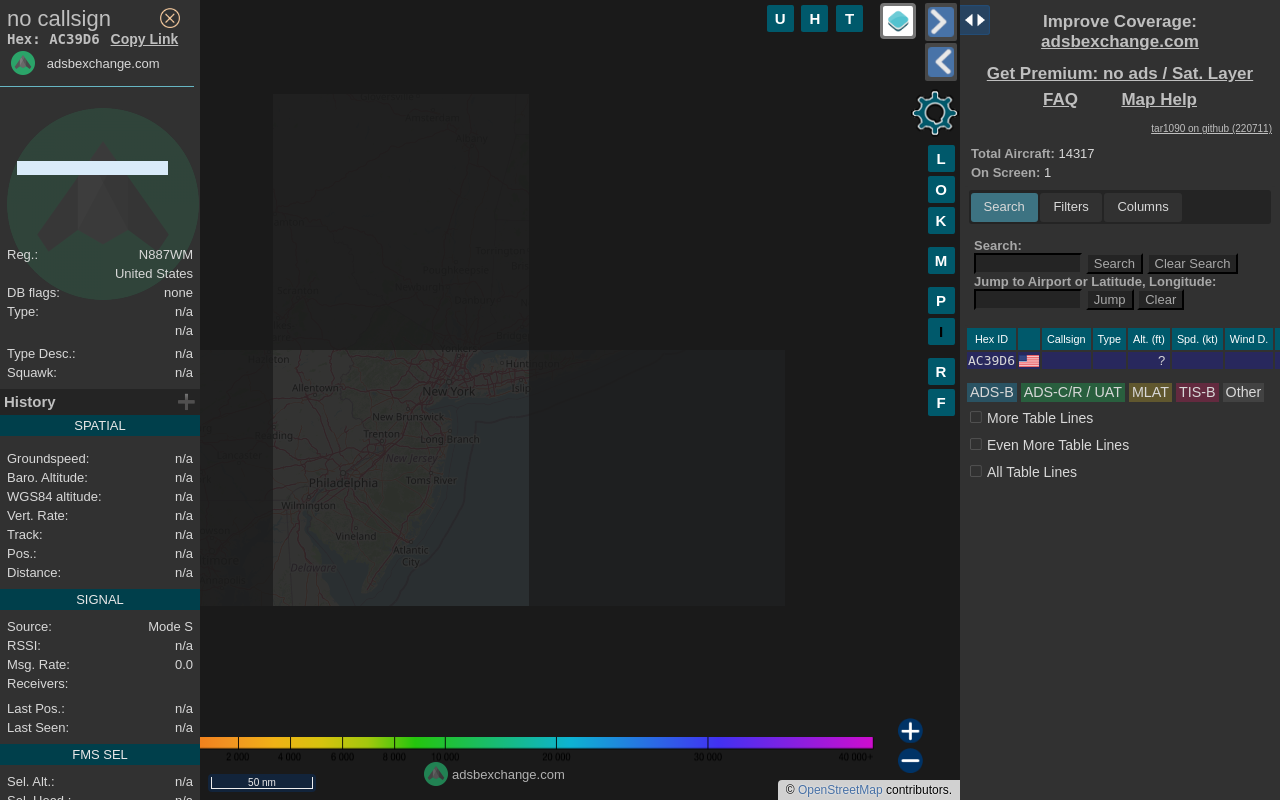 no callsign
Hex: AC39D6 Copy Link
adsbexchange.com
Reg.: N887WM
United States
DB flags: none
Type: n/a
n/a
Type Desc.: n/a
Squawk: n/a
History
SPATIAL
Groundspeed: n/a
Baro. Altitude: n/a
WGS84 altitude: n/a
Vert. Rate: n/a
Track: n/a
Pos.: n/a
Distance: n/a
SIGNAL
Source: Mode S
RSSI: n/a
Msg. Rate: 0.0
Receivers:
Last Pos.: n/a
Last Seen: n/a
FMS SEL
Sel. Alt.: n/a
U H T
L
O
K
M
P
I
R
F
Allentown
New York
New Brunswick
Trenton
Long Branch
New Jersey
Philadelphia
Toms River
Wilmington
Vineland
Atlantic
City
Delaware
2 000 4 000 6 000 8 000 10 000 20 000 30 000 40 000+
adsbexchange.com
50 nm
© OpenStreetMap contributors.
Improve Coverage:
adsbexchange.com
Get Premium: no ads / Sat. Layer
FAQ Map Help
tar1090 on github (220711)
Total Aircraft: 14317
On Screen: 1
Search Filters Columns
Search:
Search Clear Search
Jump to Airport or Latitude, Longitude:
Jump Clear
Hex ID Callsign Type Alt. (ft) Spd. (kt) Wind D.
AC39D6 ?
ADS-B ADS-C/R / UAT MLAT TIS-B Other
More Table Lines
Even More Table Lines
All Table Lines